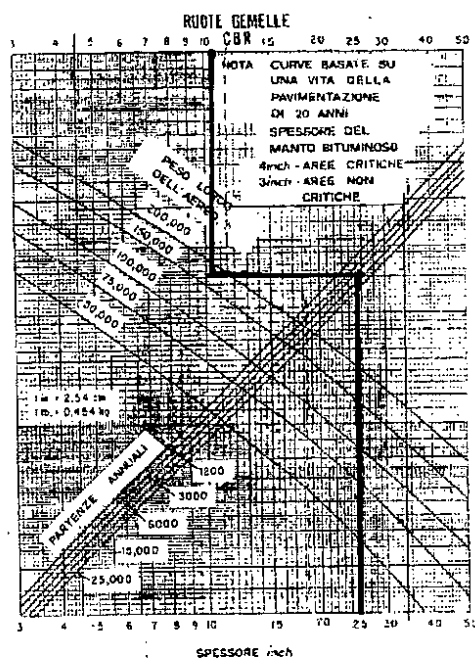 RUOTE GEMELLE
CBR
3 4 5 6 7 8 9 10 15 20 25 30 40 50
NOTA CURVE BASATE SU
UNA VITA DELLA
PAVIMENTAZIONE
DI 20 ANNI
SPESSORE DEL
MANTO BITUMINOSO
4inch - AREE CRITICHE
3inch - AREE NON
CRITICHE
PESO LORDO
DELL'AEREO
200,000
150,000
100,000
75,000
50,000
1 in = 2,54 cm
1 lb = 0,454 kg
PARTENZE ANNUALI
1200
3000
6000
15,000
25,000
3 4 5 6 7 8 9 10 15 20 25 30 40 50
SPESSORE inch